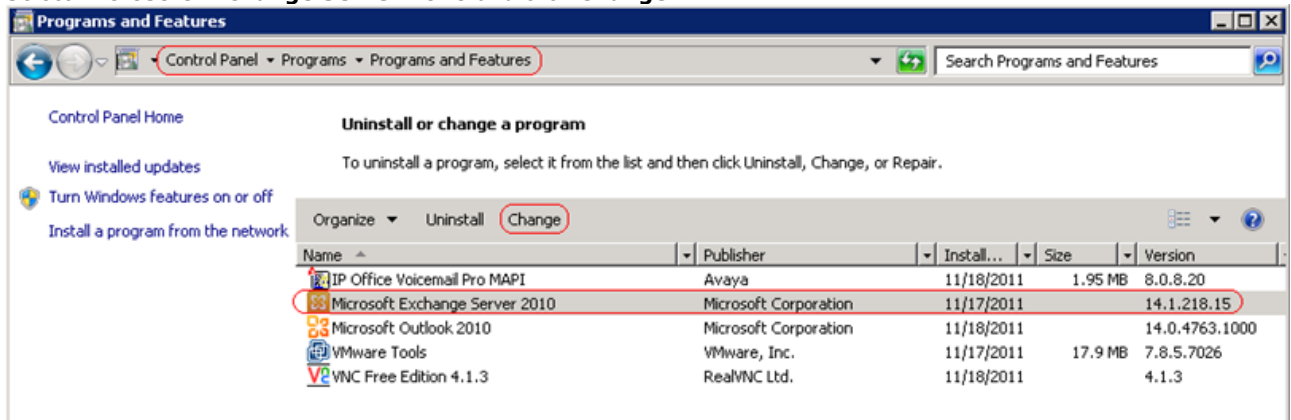 Programs and Features
Control Panel Programs Programs and Features Search Programs and Features
Control Panel Home
Uninstall or change a program
View installed updates
To uninstall a program, select it from the list and then click Uninstall, Change, or Repair.
Turn Windows features on or off
Install a program from the network
Organize Uninstall Change
Name Publisher Install... Size Version
IP Office Voicemail Pro MAPI Avaya 11/18/2011 1.95 MB 8.0.8.20
Microsoft Exchange Server 2010 Microsoft Corporation 11/17/2011 14.1.218.15
Microsoft Outlook 2010 Microsoft Corporation 11/18/2011 14.0.4763.1000
VMware Tools VMware, Inc. 11/17/2011 17.9 MB 7.8.5.7026
VNC Free Edition 4.1.3 RealVNC Ltd. 11/18/2011 4.1.3